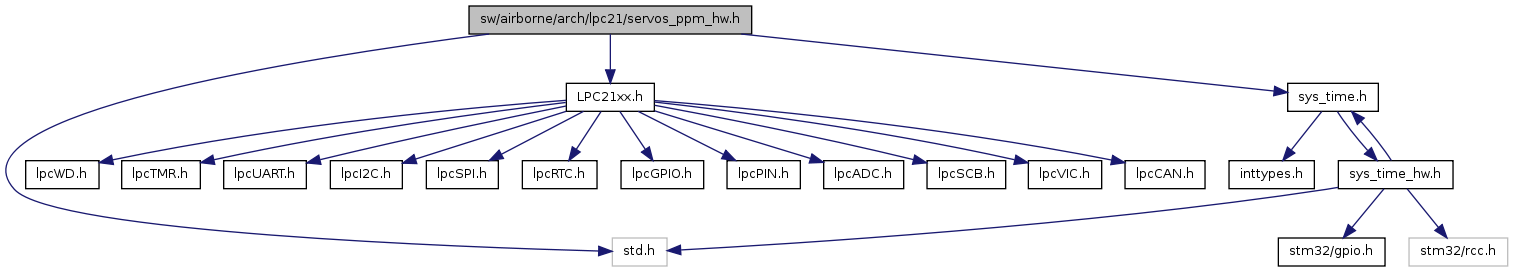 sw/airborne/arch/lpc21/servos_ppm_hw.h
LPC21xx.h
sys_time.h
lpcWD.h
lpcTMR.h
lpcUART.h
lpcI2C.h
lpcSPI.h
lpcRTC.h
lpcGPIO.h
lpcPIN.h
lpcADC.h
lpcSCB.h
lpcVIC.h
lpcCAN.h
inttypes.h
sys_time_hw.h
std.h
stm32/gpio.h
stm32/rcc.h